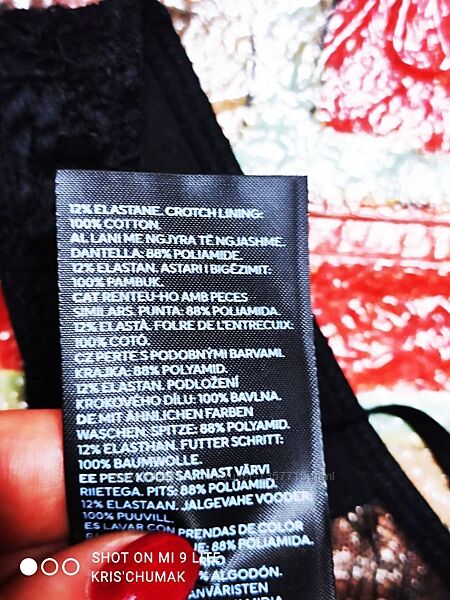 12% ELASTANE. CROTCH LINING:
100% COTTON.
AL LANI ME NGJYRA TË NGJASHME.
DANTELLA: 88% POLIAMIDE.
12% ELASTAN. ASTARI I BIGËZIMIT:
100% PAMBUK.
CAT RENTEU-HO AMB PECES
SIMILARS. PUNTA: 88% POLIAMIDA.
12% ELASTÀ. FOLRE DE L'ENTRECUIX:
100% COTÓ.
CZ PERTE S PODOBNÝMI BARVAMI.
KRAJKA: 88% POLYAMID.
12% ELASTAN. PODLOŽENÍ
KROKOVÉHO DÍLU: 100% BAVLNA.
DE MIT ÄHNLICHEN FARBEN
WASCHEN. SPITZE: 88% POLYAMID.
12% ELASTHAN. FUTTER SCHRITT:
100% BAUMWOLLE.
EE PESE KOOS SARNAST VÄRVI
RIIETEGA. PITS: 88% POLÜAMIID.
12% ELASTAAN. JALGEVAHE VOODER:
100% PUUVILL.
ES LAVAR CON PRENDAS DE COLOR
88% POLIAMIDA.
% ALGODÓN.
SHOT ON MI 9 LITE
KRIS'CHUMAK